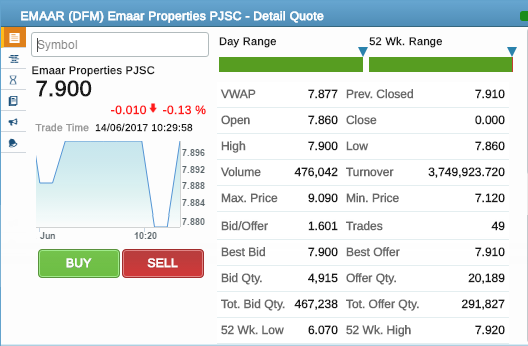 EMAAR (DFM) Emaar Properties PJSC - Detail Quote
Symbol
Emaar Properties PJSC
7.900
-0.010 -0.13 %
Trade Time 14/06/2017 10:29:58
7.896
7.892
7.888
7.884
7.880
Jun 10:20
BUY SELL
Day Range 52 Wk. Range
VWAP 7.877 Prev. Closed 7.910
Open 7.860 Close 0.000
High 7.900 Low 7.860
Volume 476,042 Turnover 3,749,923.720
Max. Price 9.090 Min. Price 7.120
Bid/Offer 1.601 Trades 49
Best Bid 7.900 Best Offer 7.910
Bid Qty. 4,915 Offer Qty. 20,189
Tot. Bid Qty. 467,238 Tot. Offer Qty. 291,827
52 Wk. Low 6.070 52 Wk. High 7.920